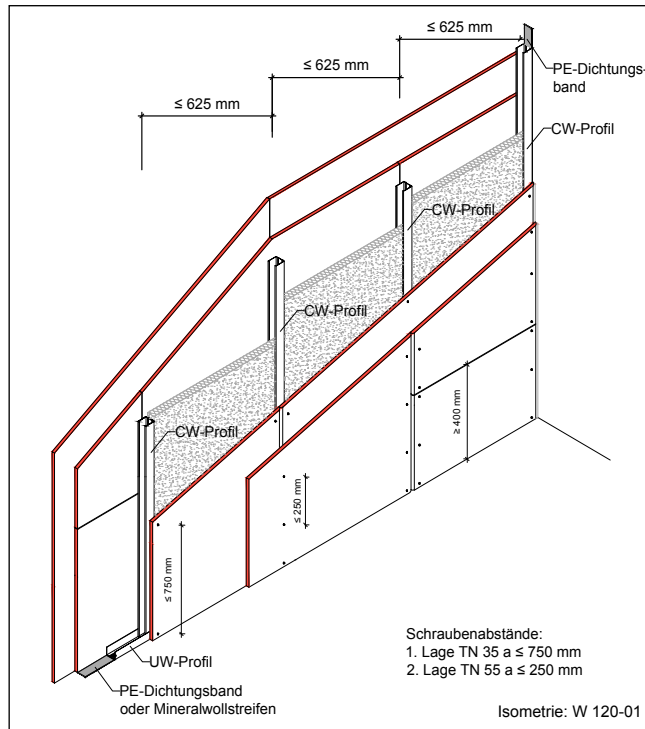 ≤ 625 mm
≤ 625 mm
≤ 625 mm
PE-Dichtungs-
band
CW-Profil
CW-Profil
CW-Profil
CW-Profil
≥ 400 mm
≤ 250 mm
≤ 750 mm
UW-Profil
PE-Dichtungsband
oder Mineralwollstreifen
Schraubenabstände:
1. Lage TN 35 a ≤ 750 mm
2. Lage TN 55 a ≤ 250 mm
Isometrie: W 120-01